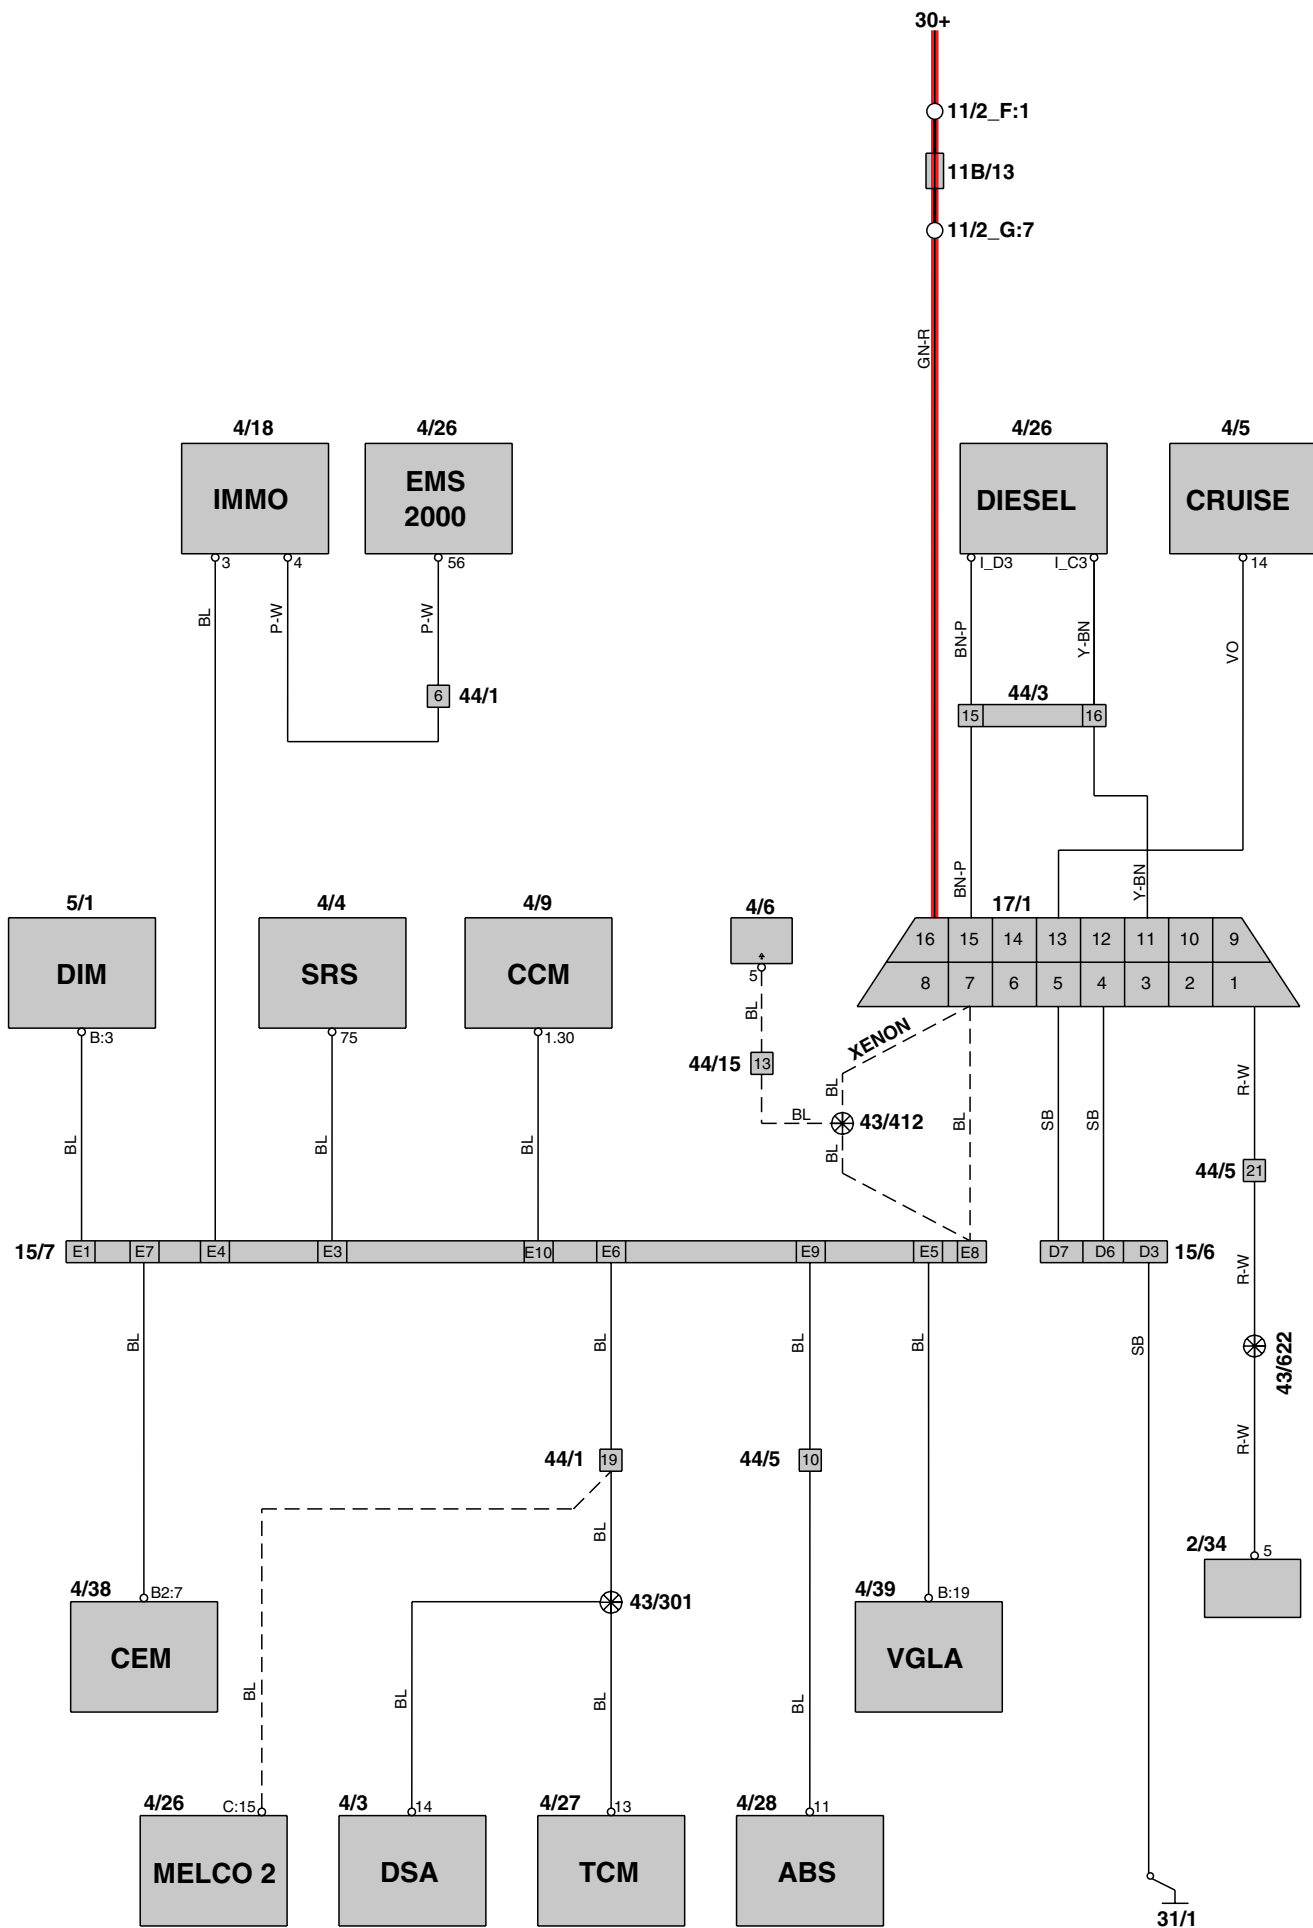 30+
11/2_F:1
11B/13
11/2_G:7
GN-R
4/18
4/26
4/26
4/5
IMMO
EMS
2000
DIESEL
CRUISE
3
4
56
I_D3
I_C3
14
BL
P-W
P-W
BN-P
Y-BN
VO
6
44/1
44/3
15
16
BN-P
Y-BN
5/1
4/4
4/9
4/6
17/1
DIM
SRS
CCM
16 15 14 13 12 11 10 9
8 7 6 5 4 3 2 1
B:3
75
1.30
5
BL
XENON
44/15
13
BL
R-W
BL
BL
BL
BL
43/412
BL
BL
SB
SB
44/5
21
15/7
E1 E7 E4 E3 E10 E6 E9 E5 E8
D7 D6 D3
15/6
R-W
BL
BL
BL
BL
SB
43/622
44/1
19
44/5
10
R-W
BL
2/34
5
4/38
B2:7
43/301
4/39
B:19
CEM
VGLA
BL
BL
BL
BL
4/26
C:15
4/3
14
4/27
13
4/28
11
MELCO 2
DSA
TCM
ABS
31/1